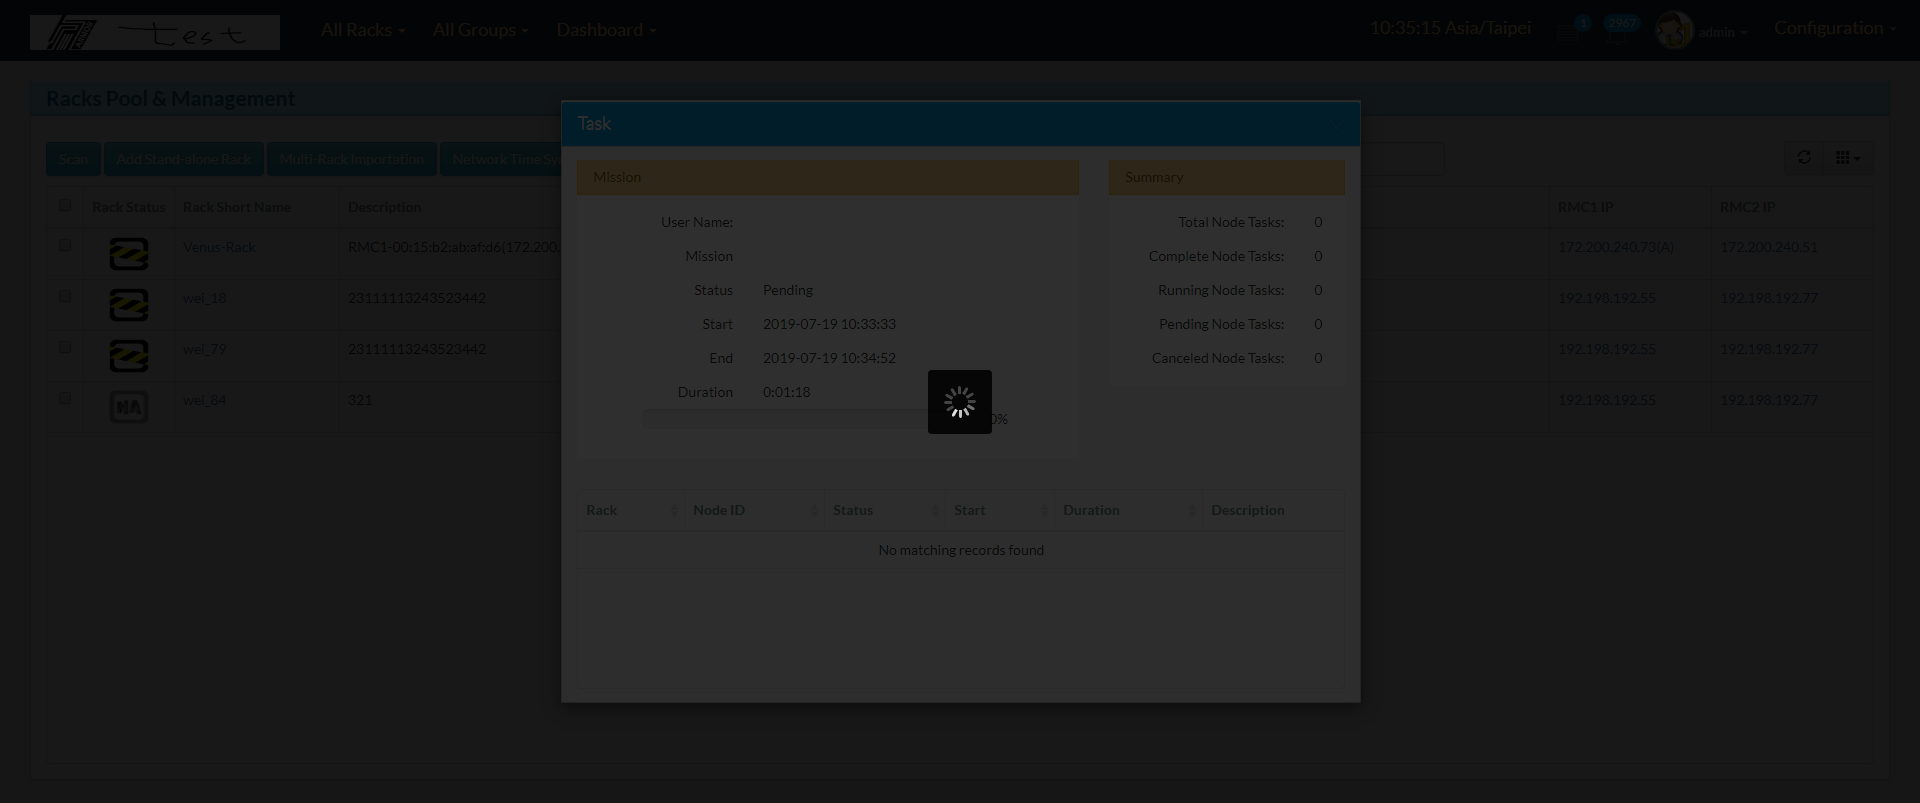 test
All Racks
All Groups
Dashboard
10:35:15 Asia/Taipei
1
2967
admin
Configuration
Racks Pool & Management
Scan
Add Stand-alone Rack
Multi-Rack Importation
Network Time Sy
Rack Status Rack Short Name Description RMC1 IP RMC2 IP
Venus-Rack RMC1-00:15:b2:ab:af:d6(172.200. 172.200.240.73(A) 172.200.240.51
wei_18 23111113243523442 192.198.192.55 192.198.192.77
wei_79 23111113243523442 192.198.192.55 192.198.192.77
NA wei_84 321 192.198.192.55 192.198.192.77
Task
Mission
User Name:
Mission
Status Pending
Start 2019-07-19 10:33:33
End 2019-07-19 10:34:52
Duration 0:01:18
0%
Summary
Total Node Tasks: 0
Complete Node Tasks: 0
Running Node Tasks: 0
Pending Node Tasks: 0
Canceled Node Tasks: 0
Rack Node ID Status Start Duration Description
No matching records found